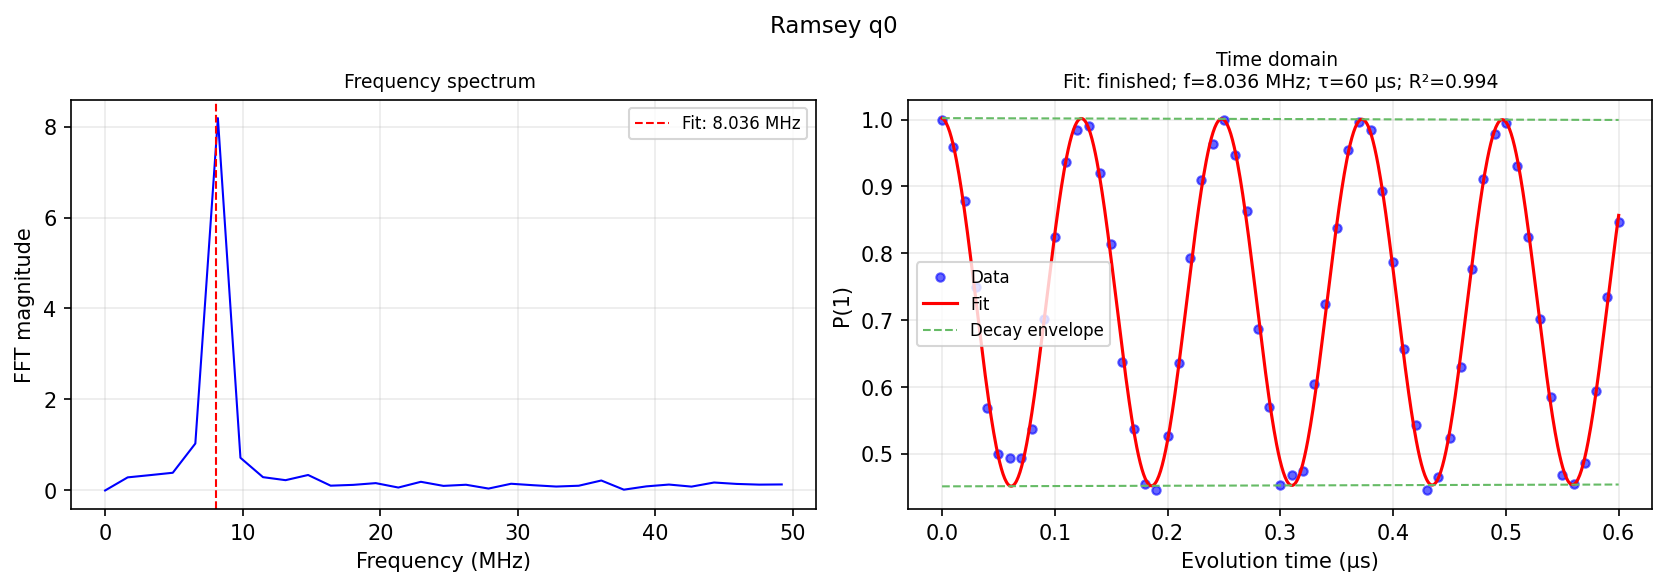 Ramsey q0
Frequency spectrum
8
6
4
2
0
FFT magnitude
Fit: 8.036 MHz
0 10 20 30 40 50
Frequency (MHz)
Time domain
Fit: finished; f=8.036 MHz; τ=60 µs; R²=0.994
1.0
0.9
0.8
0.7
0.6
0.5
P(1)
Data
Fit
Decay envelope
0.0 0.1 0.2 0.3 0.4 0.5 0.6
Evolution time (µs)